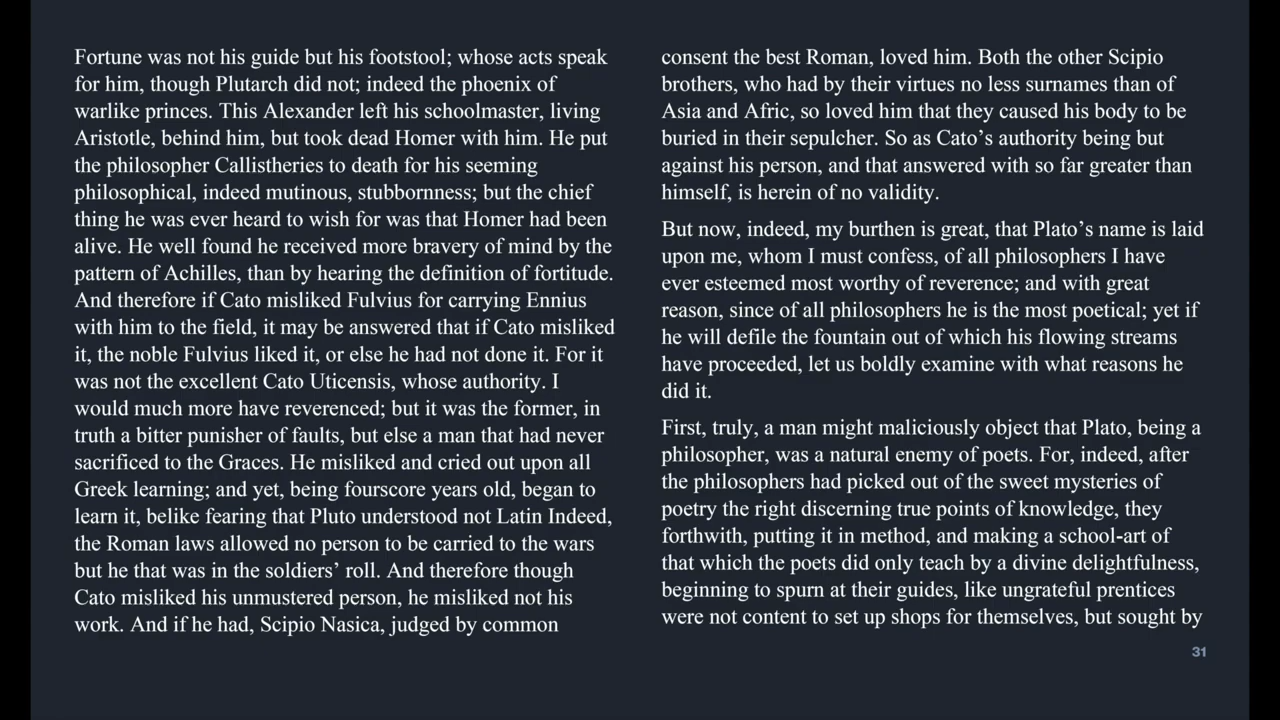 Fortune was not his guide but his footstool; whose acts speak
for him, though Plutarch did not; indeed the phoenix of
warlike princes. This Alexander left his schoolmaster, living
Aristotle, behind him, but took dead Homer with him. He put
the philosopher Callistheries to death for his seeming
philosophical, indeed mutinous, stubbornness; but the chief
thing he was ever heard to wish for was that Homer had been
alive. He well found he received more bravery of mind by the
pattern of Achilles, than by hearing the definition of fortitude.
And therefore if Cato misliked Fulvius for carrying Ennius
with him to the field, it may be answered that if Cato misliked
it, the noble Fulvius liked it, or else he had not done it. For it
was not the excellent Cato Uticensis, whose authority. I
would much more have reverenced; but it was the former, in
truth a bitter punisher of faults, but else a man that had never
sacrificed to the Graces. He misliked and cried out upon all
Greek learning; and yet, being fourscore years old, began to
learn it, belike fearing that Pluto understood not Latin Indeed,
the Roman laws allowed no person to be carried to the wars
but he that was in the soldiers’ roll. And therefore though
Cato misliked his unmustered person, he misliked not his
work. And if he had, Scipio Nasica, judged by common
consent the best Roman, loved him. Both the other Scipio
brothers, who had by their virtues no less surnames than of
Asia and Afric, so loved him that they caused his body to be
buried in their sepulcher. So as Cato’s authority being but
against his person, and that answered with so far greater than
himself, is herein of no validity.
But now, indeed, my burthen is great, that Plato’s name is laid
upon me, whom I must confess, of all philosophers I have
ever esteemed most worthy of reverence; and with great
reason, since of all philosophers he is the most poetical; yet if
he will defile the fountain out of which his flowing streams
have proceeded, let us boldly examine with what reasons he
did it.
First, truly, a man might maliciously object that Plato, being a
philosopher, was a natural enemy of poets. For, indeed, after
the philosophers had picked out of the sweet mysteries of
poetry the right discerning true points of knowledge, they
forthwith, putting it in method, and making a school-art of
that which the poets did only teach by a divine delightfulness,
beginning to spurn at their guides, like ungrateful prentices
were not content to set up shops for themselves, but sought by
31